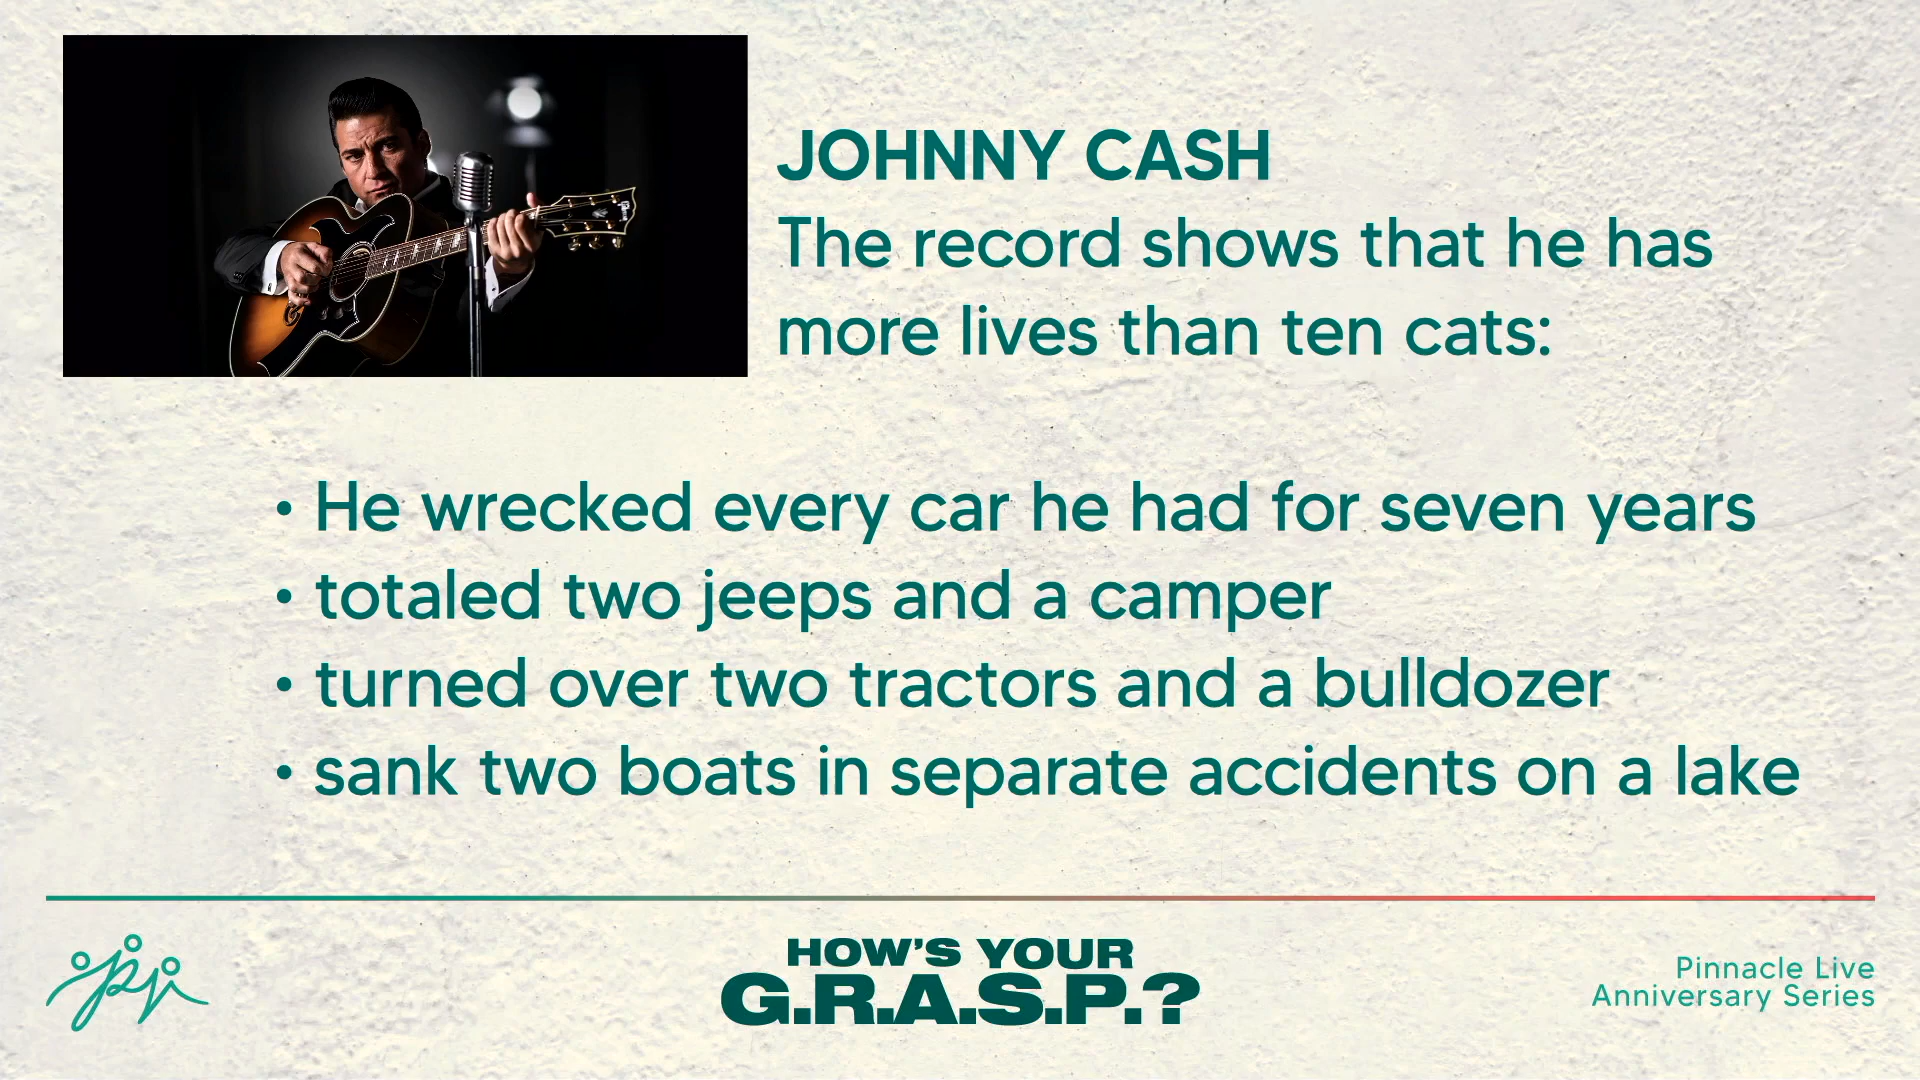 JOHNNY CASH
The record shows that he has
more lives than ten cats:
• He wrecked every car he had for seven years
• totaled two jeeps and a camper
• turned over two tractors and a bulldozer
• sank two boats in separate accidents on a lake
HOW'S YOUR
G.R.A.S.P.?
Pinnacle Live
Anniversary Series